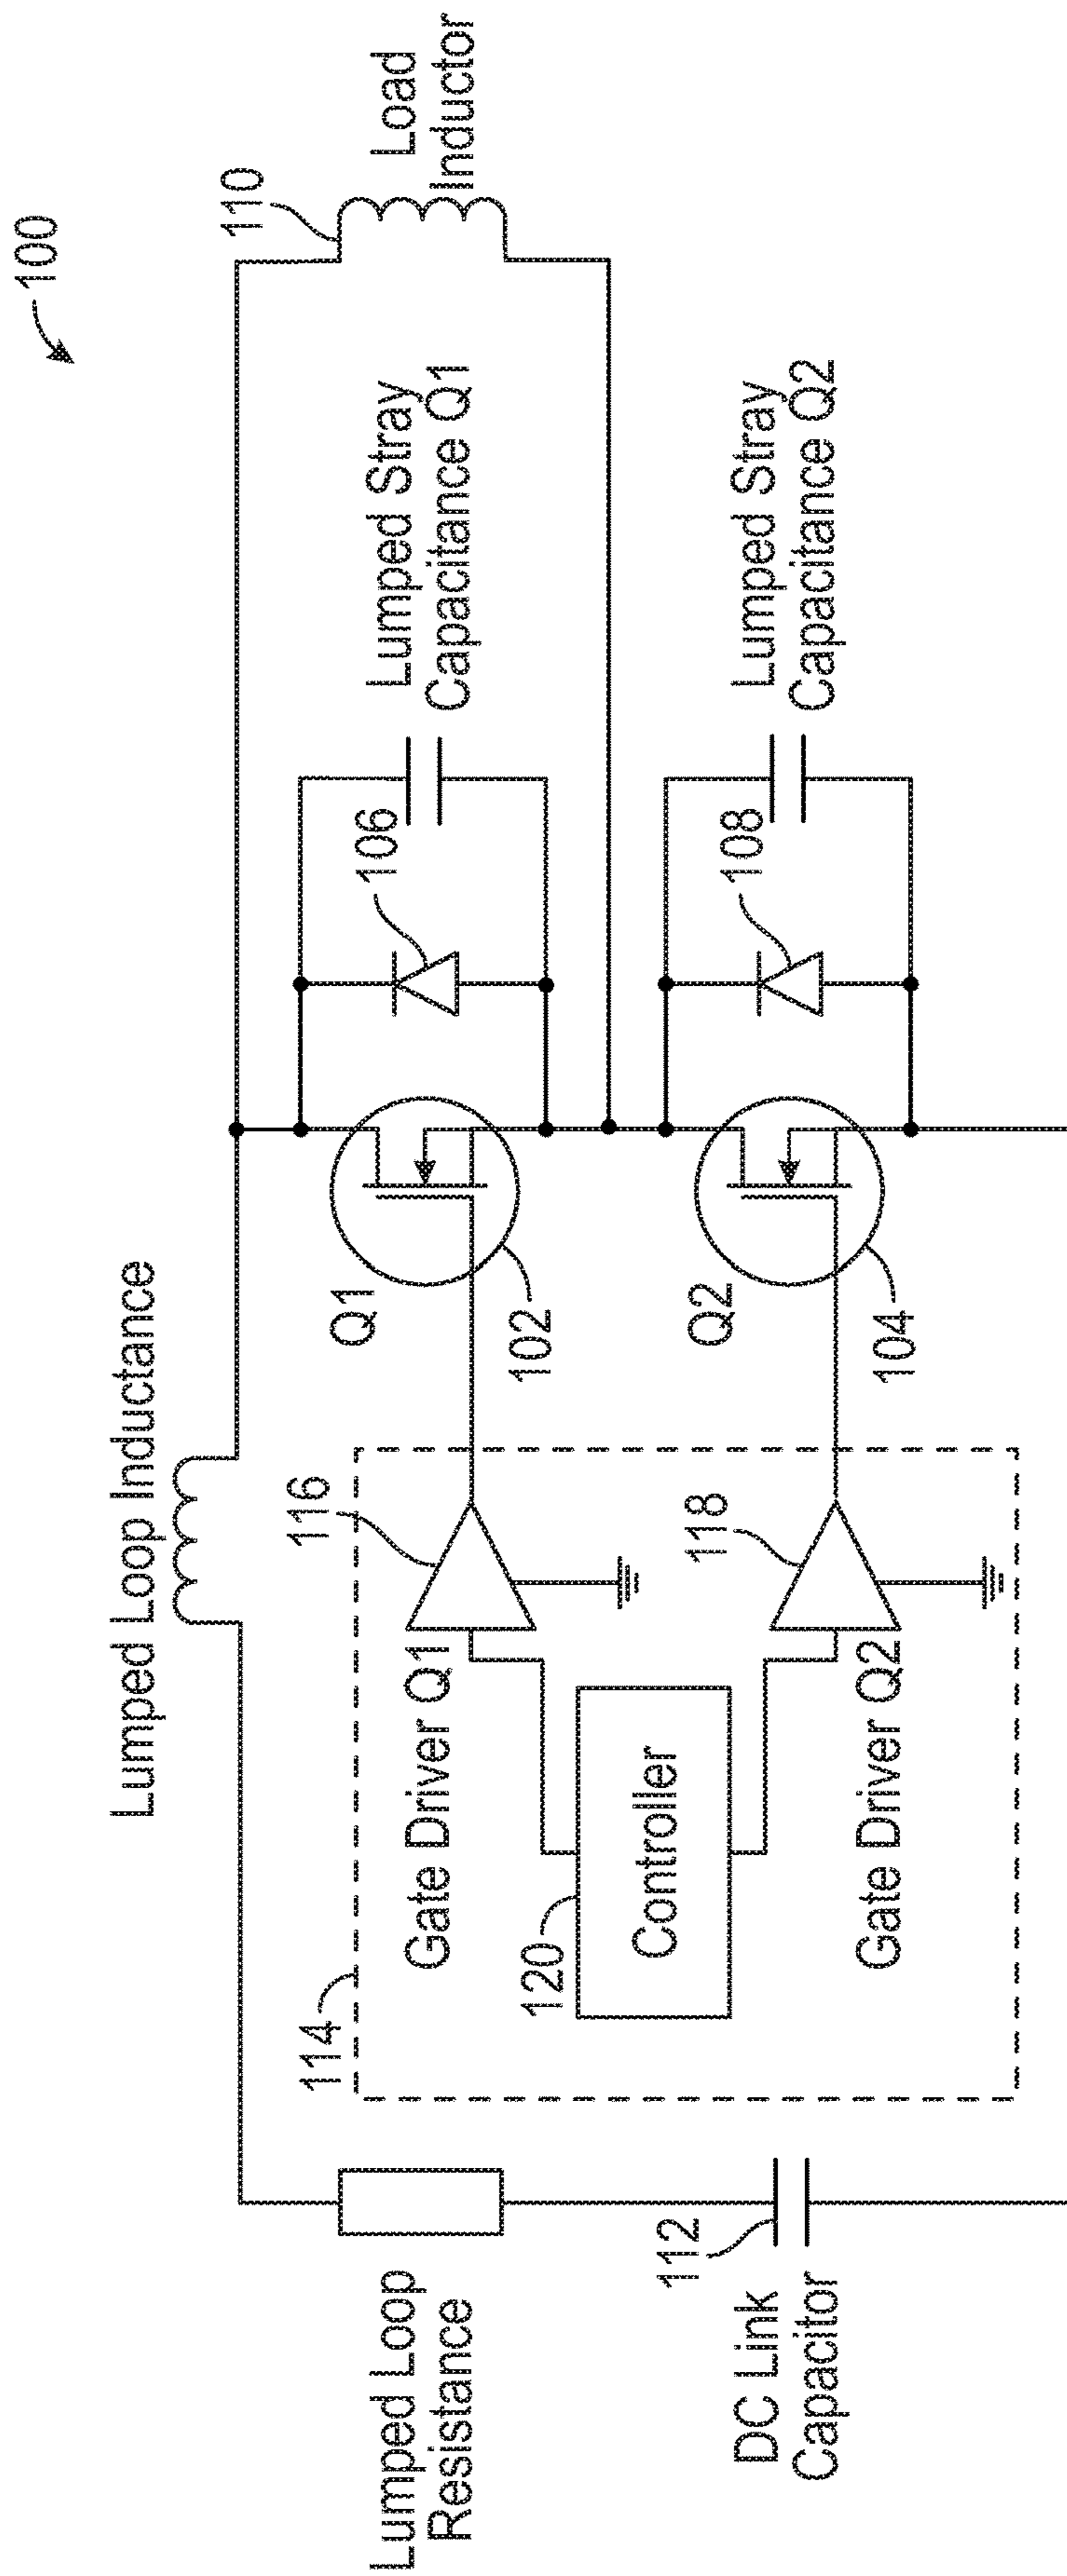 100
Lumped Loop Inductance
110
Load
Inductor
Lumped Loop
Resistance
114
Gate Driver Q1
116
Q1
102
106
Lumped Stray
Capacitance Q1
120
Controller
112
DC Link
Capacitor
118
Gate Driver Q2
Q2
104
108
Lumped Stray
Capacitance Q2